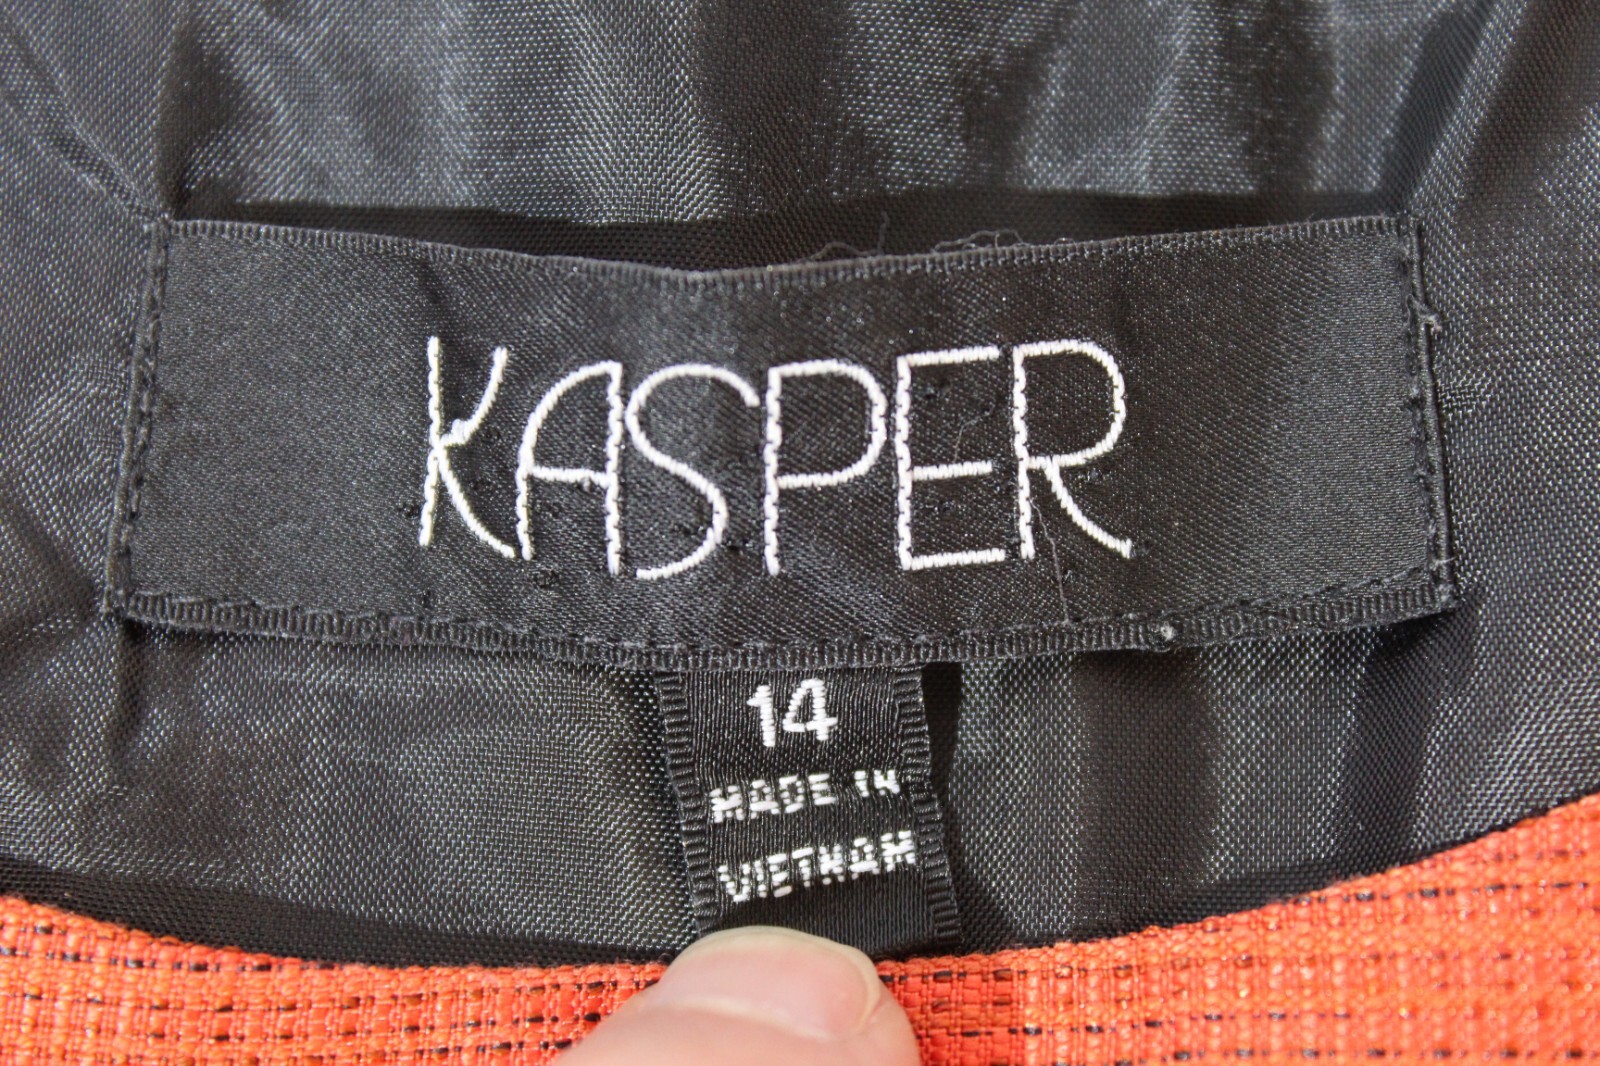 KASPER
14
MADE IN
VIETNAM